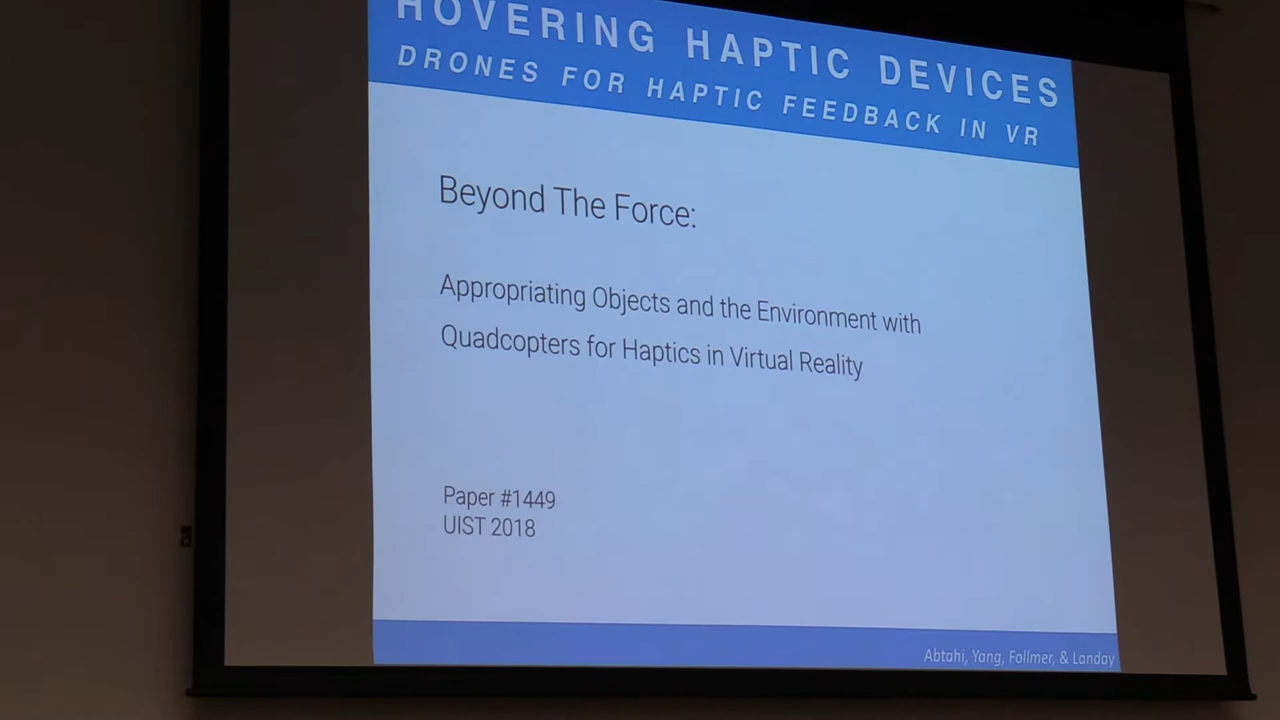 HOVERING HAPTIC DEVICES
DRONES FOR HAPTIC FEEDBACK IN VR
Beyond The Force:
Appropriating Objects and the Environment with
Quadcopters for Haptics in Virtual Reality
Paper #1449
UIST 2018
Abtahi, Yang, Follmer, & Landay